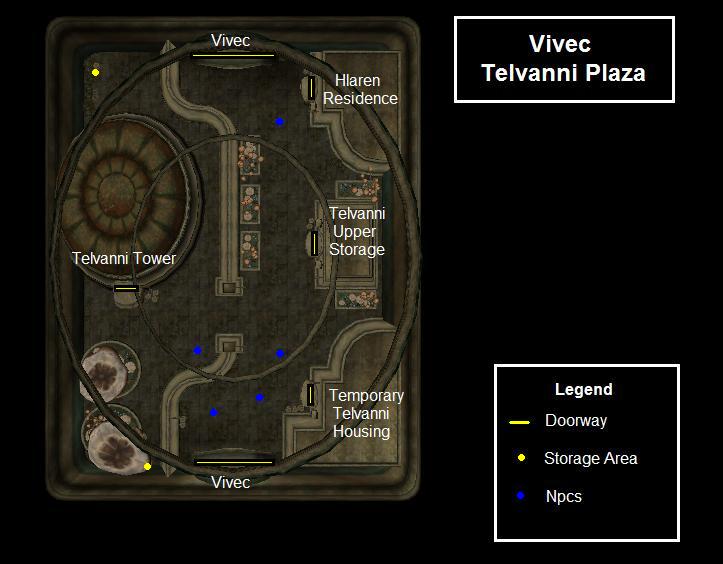 Vivec
Telvanni Plaza
Vivec
Hlaren
Residence
Telvanni
Upper
Storage
Telvanni Tower
Temporary
Telvanni
Housing
Vivec
Legend
Doorway
Storage Area
Npcs